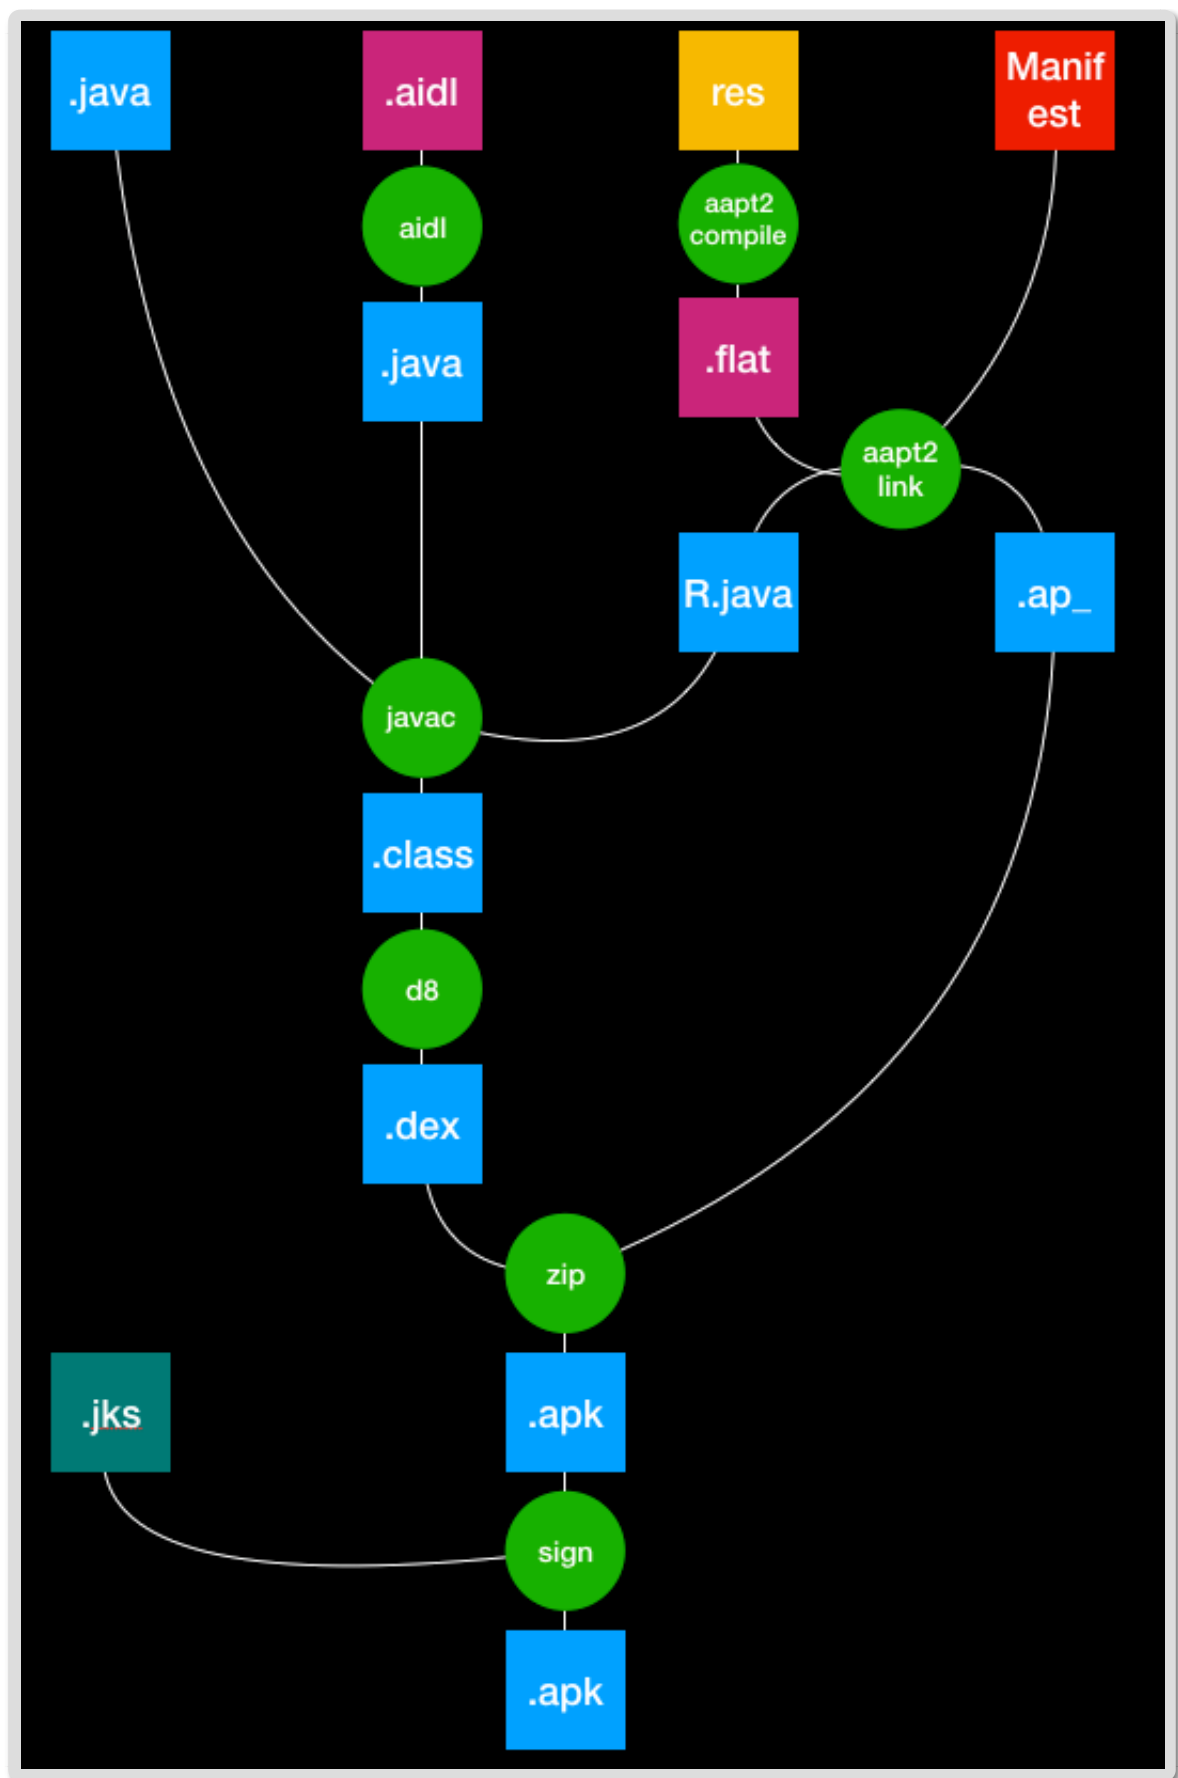 .java
.aidl
res
Manif
est
aidl
aapt2
compile
.java
.flat
aapt2
link
R.java
.ap_
javac
.class
d8
.dex
zip
.jks
.apk
sign
.apk